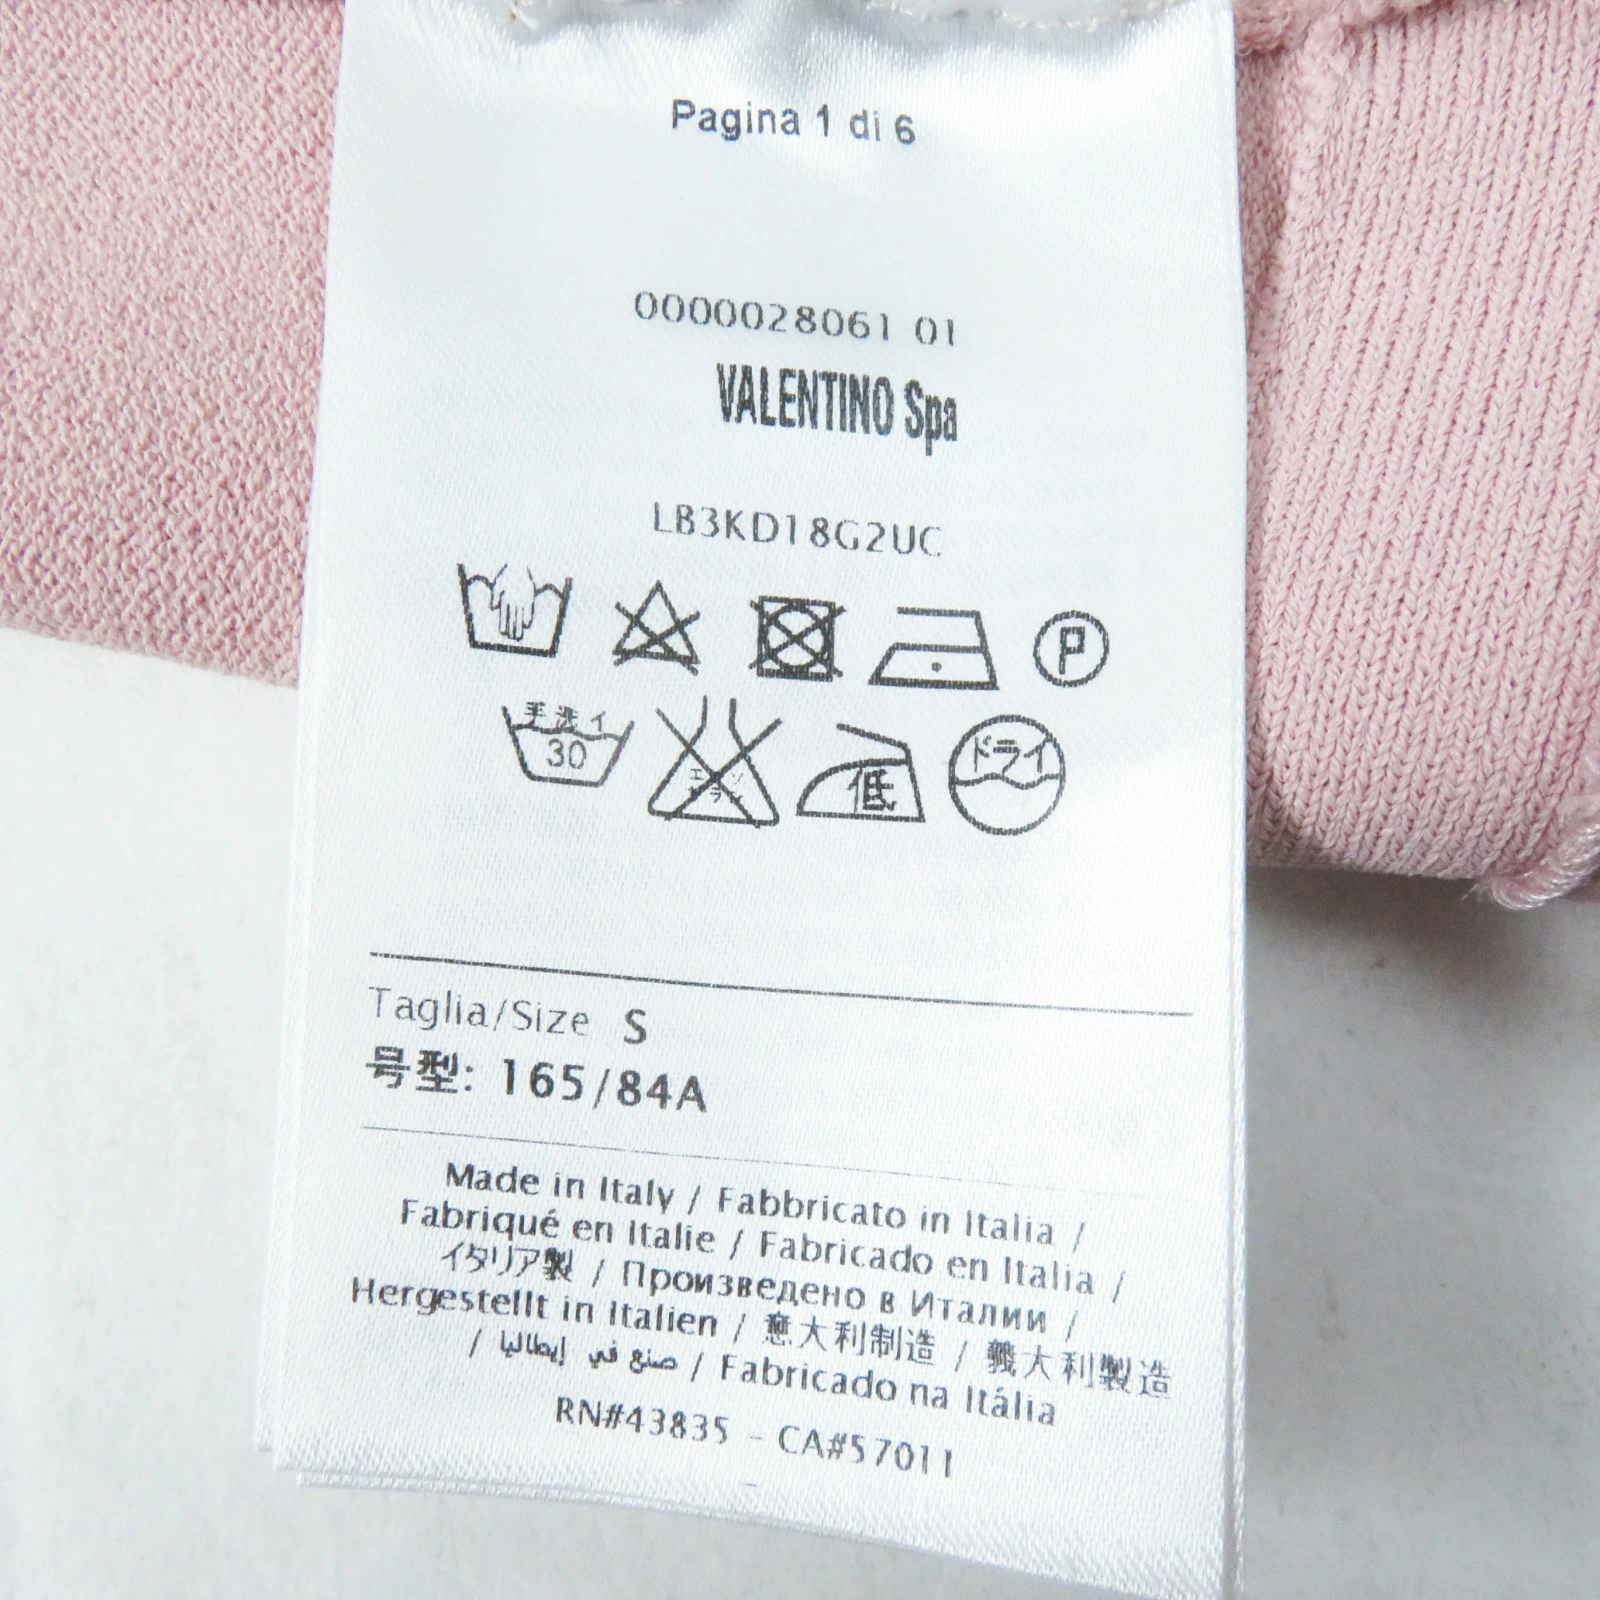 Pagina 1 di 6
0000028061 01
VALENTINO Spa
LB3KD18G2UC
P
手洗イ
30
エンソ
低
ドライ
Taglia/Size S
号型: 165/84A
Made in Italy / Fabbricato in Italia /
Fabriqué en Italie / Fabricado en Italia /
イタリア製 / Произведено в Италии /
Hergestellt in Italien / 意大利制造 / 義大利製造
/ صنع في إيطاليا / Fabricado na Itália
RN#43835 - CA#57011